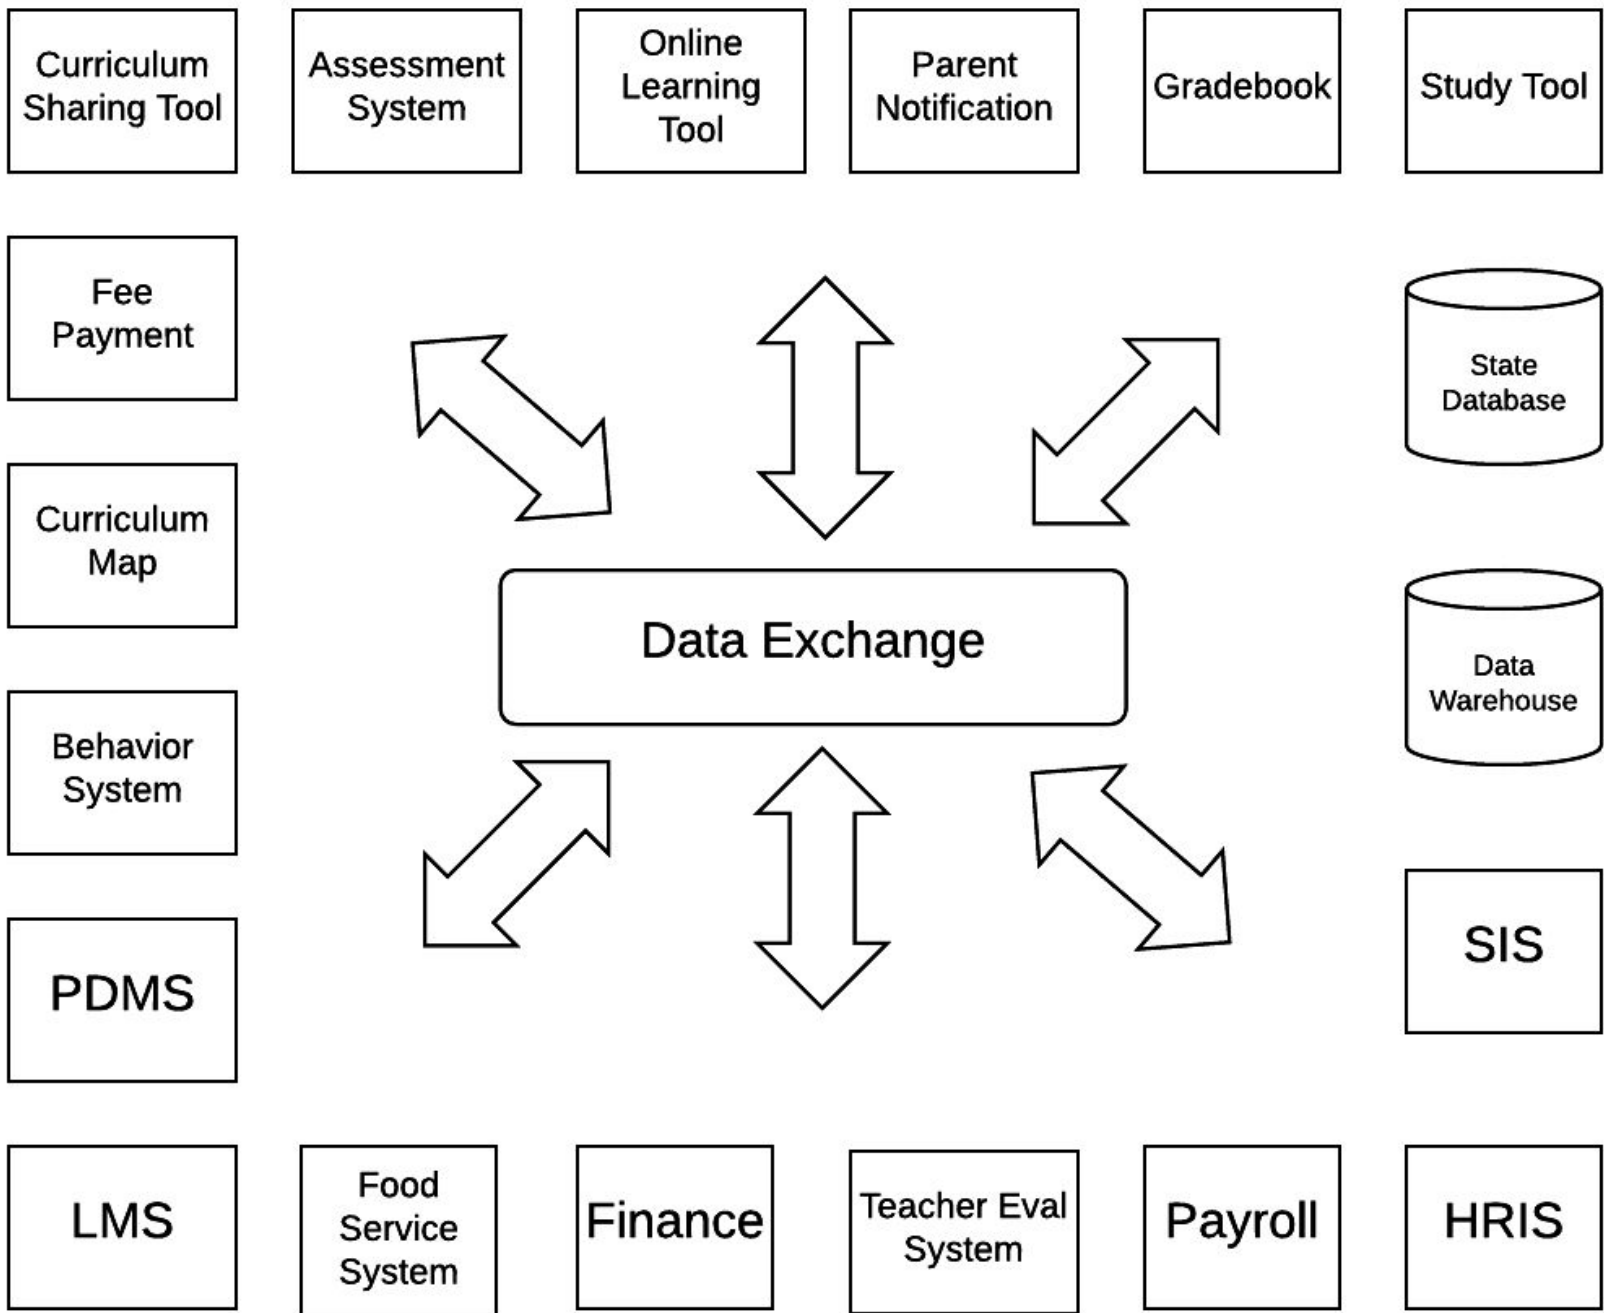 Curriculum
Sharing Tool
Assessment
System
Online
Learning
Tool
Parent
Notification
Gradebook
Study Tool
Fee
Payment
State
Database
Curriculum
Map
Data Exchange
Data
Warehouse
Behavior
System
PDMS
SIS
LMS
Food
Service
System
Finance
Teacher Eval
System
Payroll
HRIS